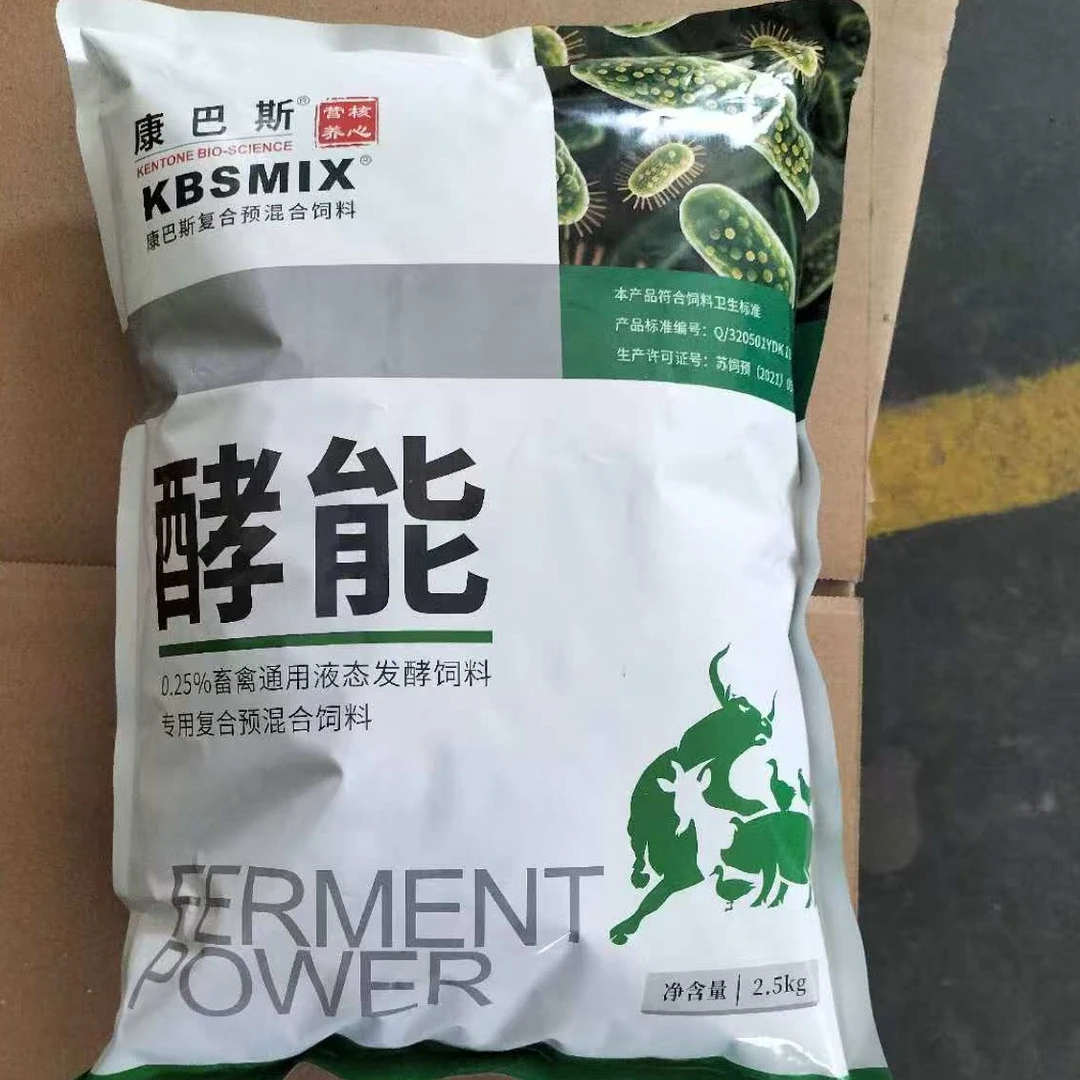 康巴斯®
营核
养心
KENTONE BIO-SCIENCE
KBSMIX®
康巴斯复合预混合饲料
本产品符合饲料卫生标准
产品标准编号：Q/320501YDK
生产许可证号：苏饲预（2021）
酵能
0.25%畜禽通用液态发酵饲料
专用复合预混合饲料
FERMENT
POWER
净含量 | 2.5kg